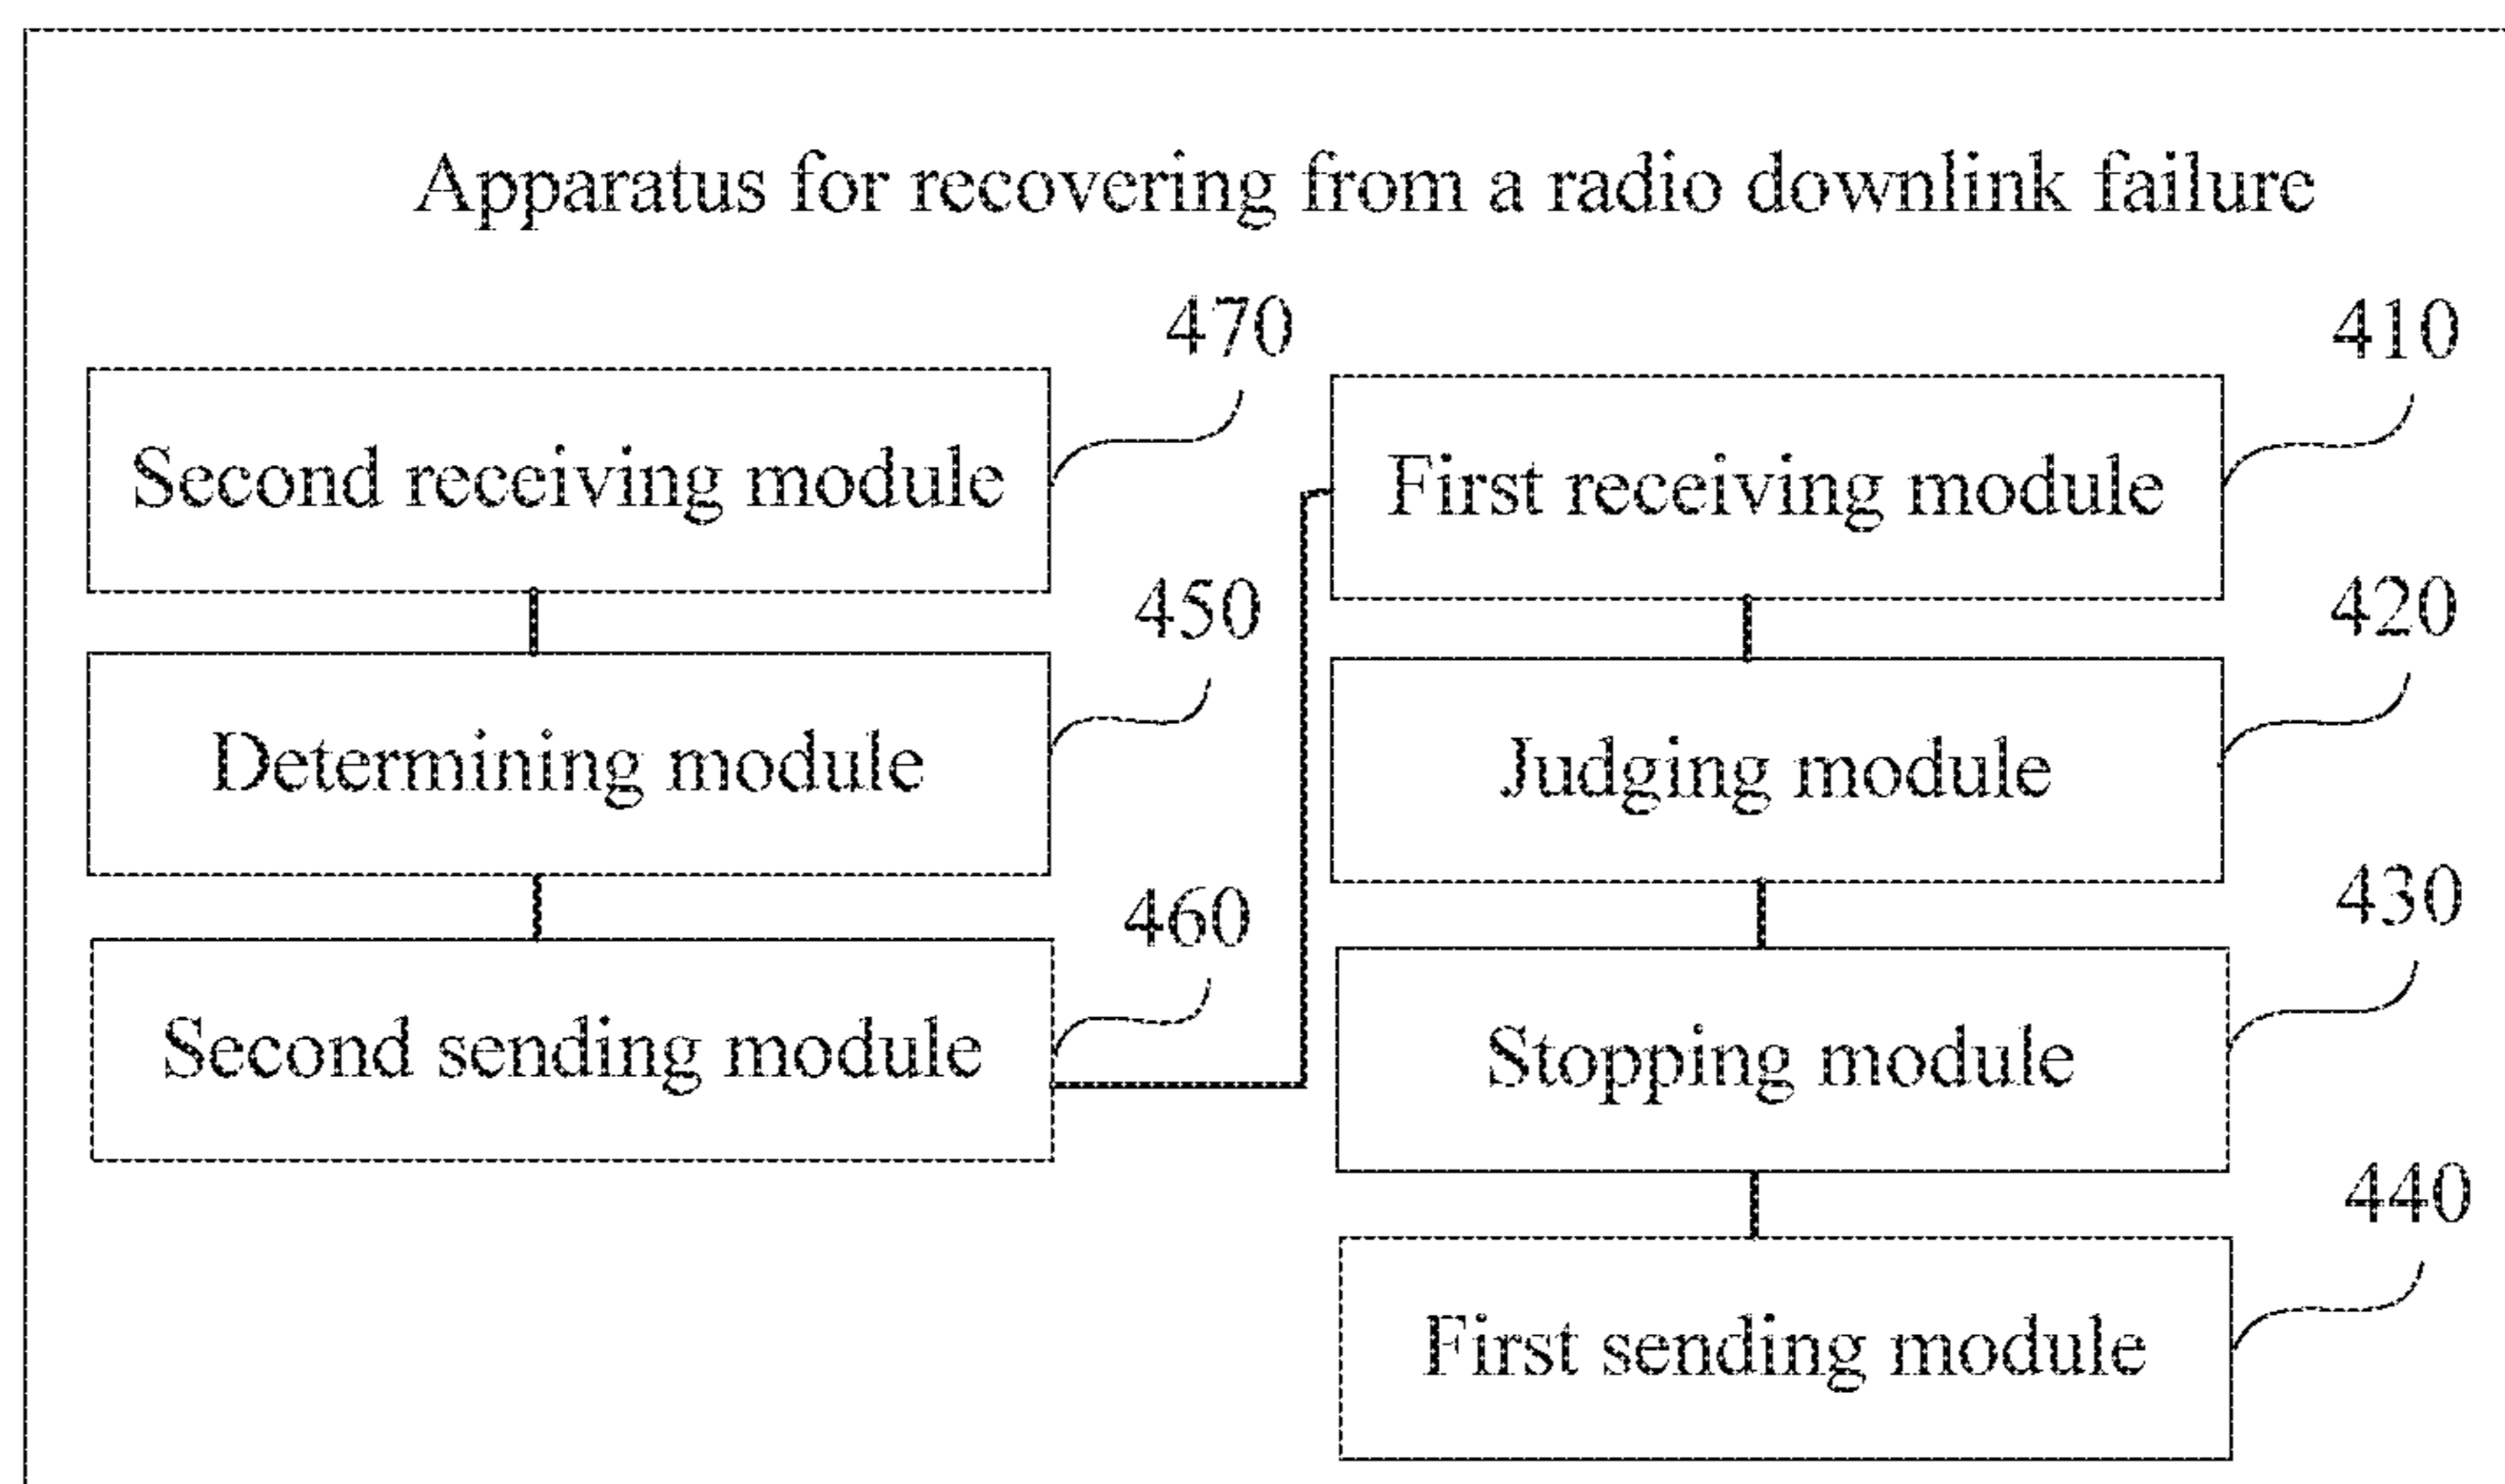 Apparatus for recovering from a radio downlink failure
470
Second receiving module
450
Determining module
460
Second sending module
410
First receiving module
420
Judging module
430
Stopping module
440
First sending module